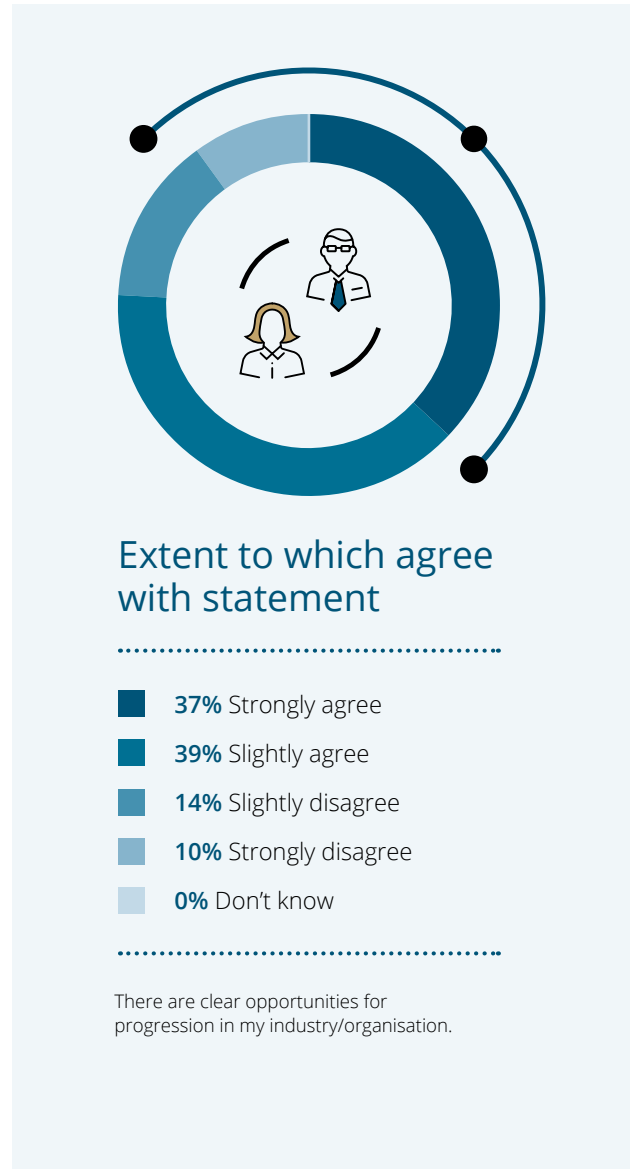 Extent to which agree
with statement
37% Strongly agree
39% Slightly agree
14% Slightly disagree
10% Strongly disagree
0% Don’t know
There are clear opportunities for
progression in my industry/organisation.